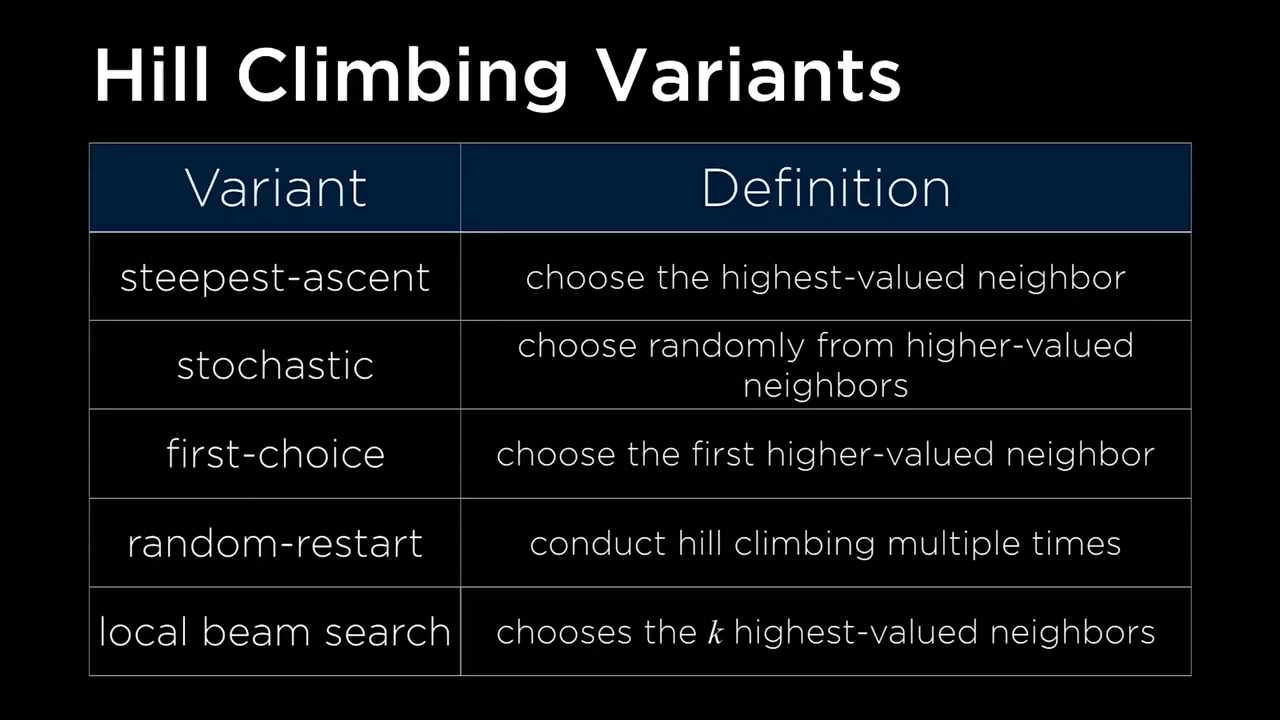 Hill Climbing Variants
Variant
Definition
steepest-ascent
choose the highest-valued neighbor
stochastic
choose randomly from higher-valued
neighbors
first-choice
choose the first higher-valued neighbor
random-restart
conduct hill climbing multiple times
local beam search
chooses the k highest-valued neighbors